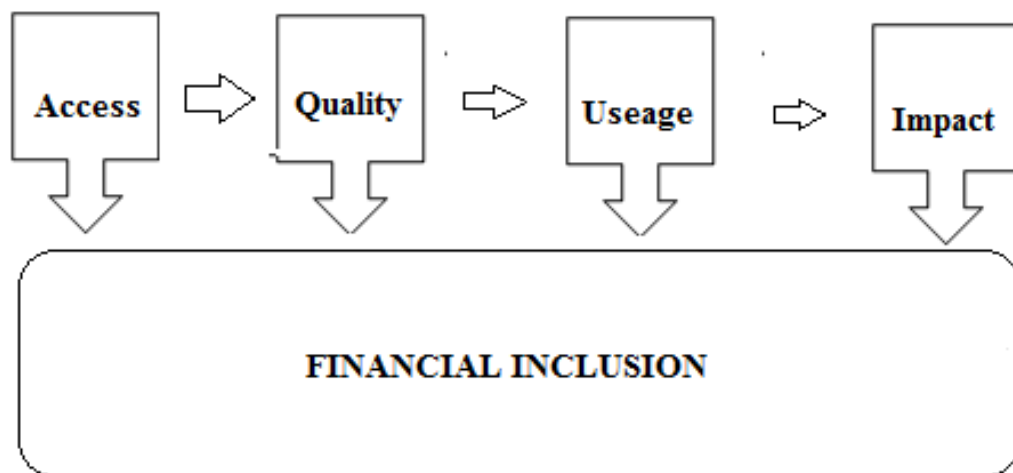 Access
Quality
Useage
Impact
FINANCIAL INCLUSION